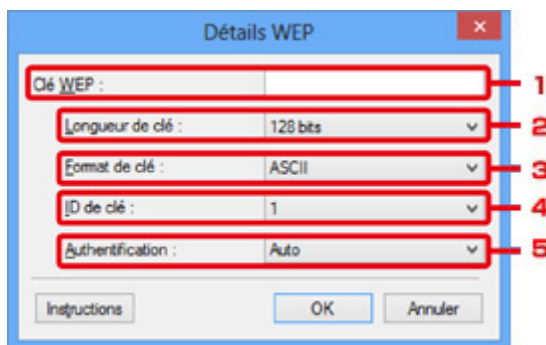 Détails WEP
Clé WEP : 1
Longueur de clé : 128 bits 2
Format de clé : ASCII 3
ID de clé : 1 4
Authentification : Auto 5
Instructions OK Annuler